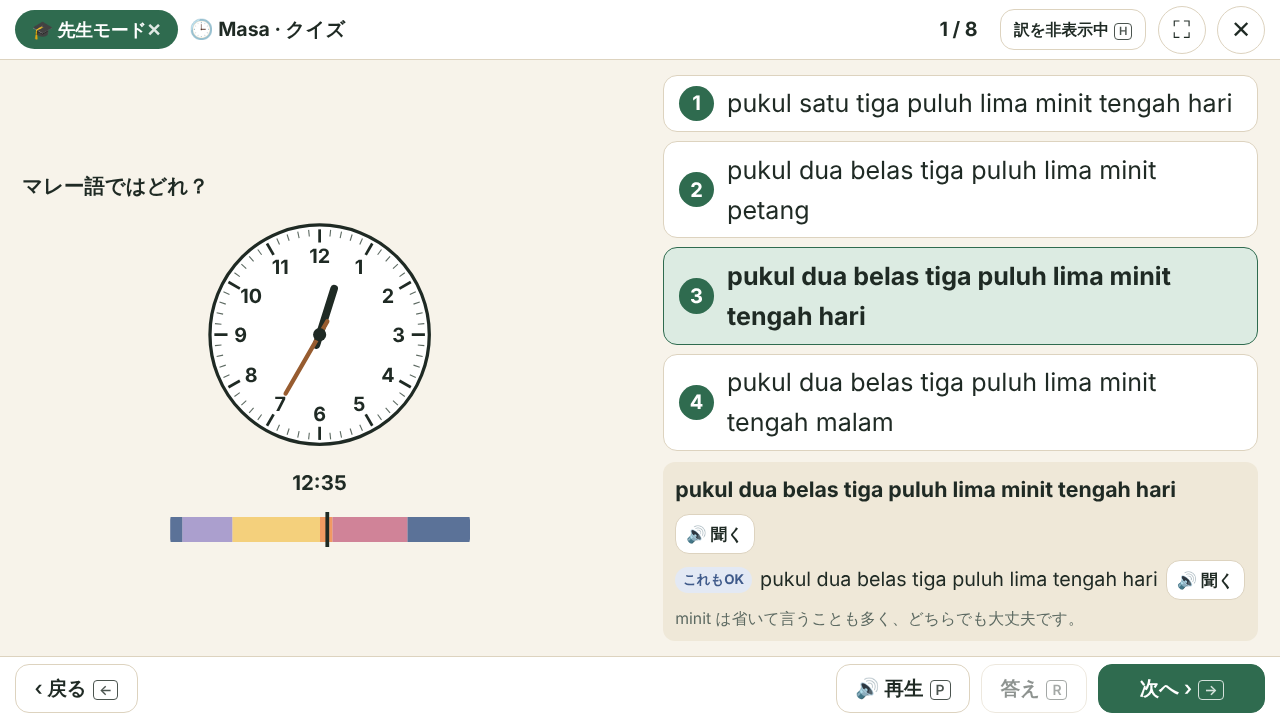 🎓 先生モード✕
🕒 Masa · クイズ
1 / 8
訳を非表示中 H
✕
マレー語ではどれ？
12
1
2
3
4
5
6
7
8
9
10
11
12:35
1 pukul satu tiga puluh lima minit tengah hari
2 pukul dua belas tiga puluh lima minit
petang
3 pukul dua belas tiga puluh lima minit
tengah hari
4 pukul dua belas tiga puluh lima minit
tengah malam
pukul dua belas tiga puluh lima minit tengah hari
🔊 聞く
これもOK pukul dua belas tiga puluh lima tengah hari 🔊 聞く
minit は省いて言うことも多く、どちらでも大丈夫です。
‹ 戻る ←
🔊 再生 P
答え R
次へ › →